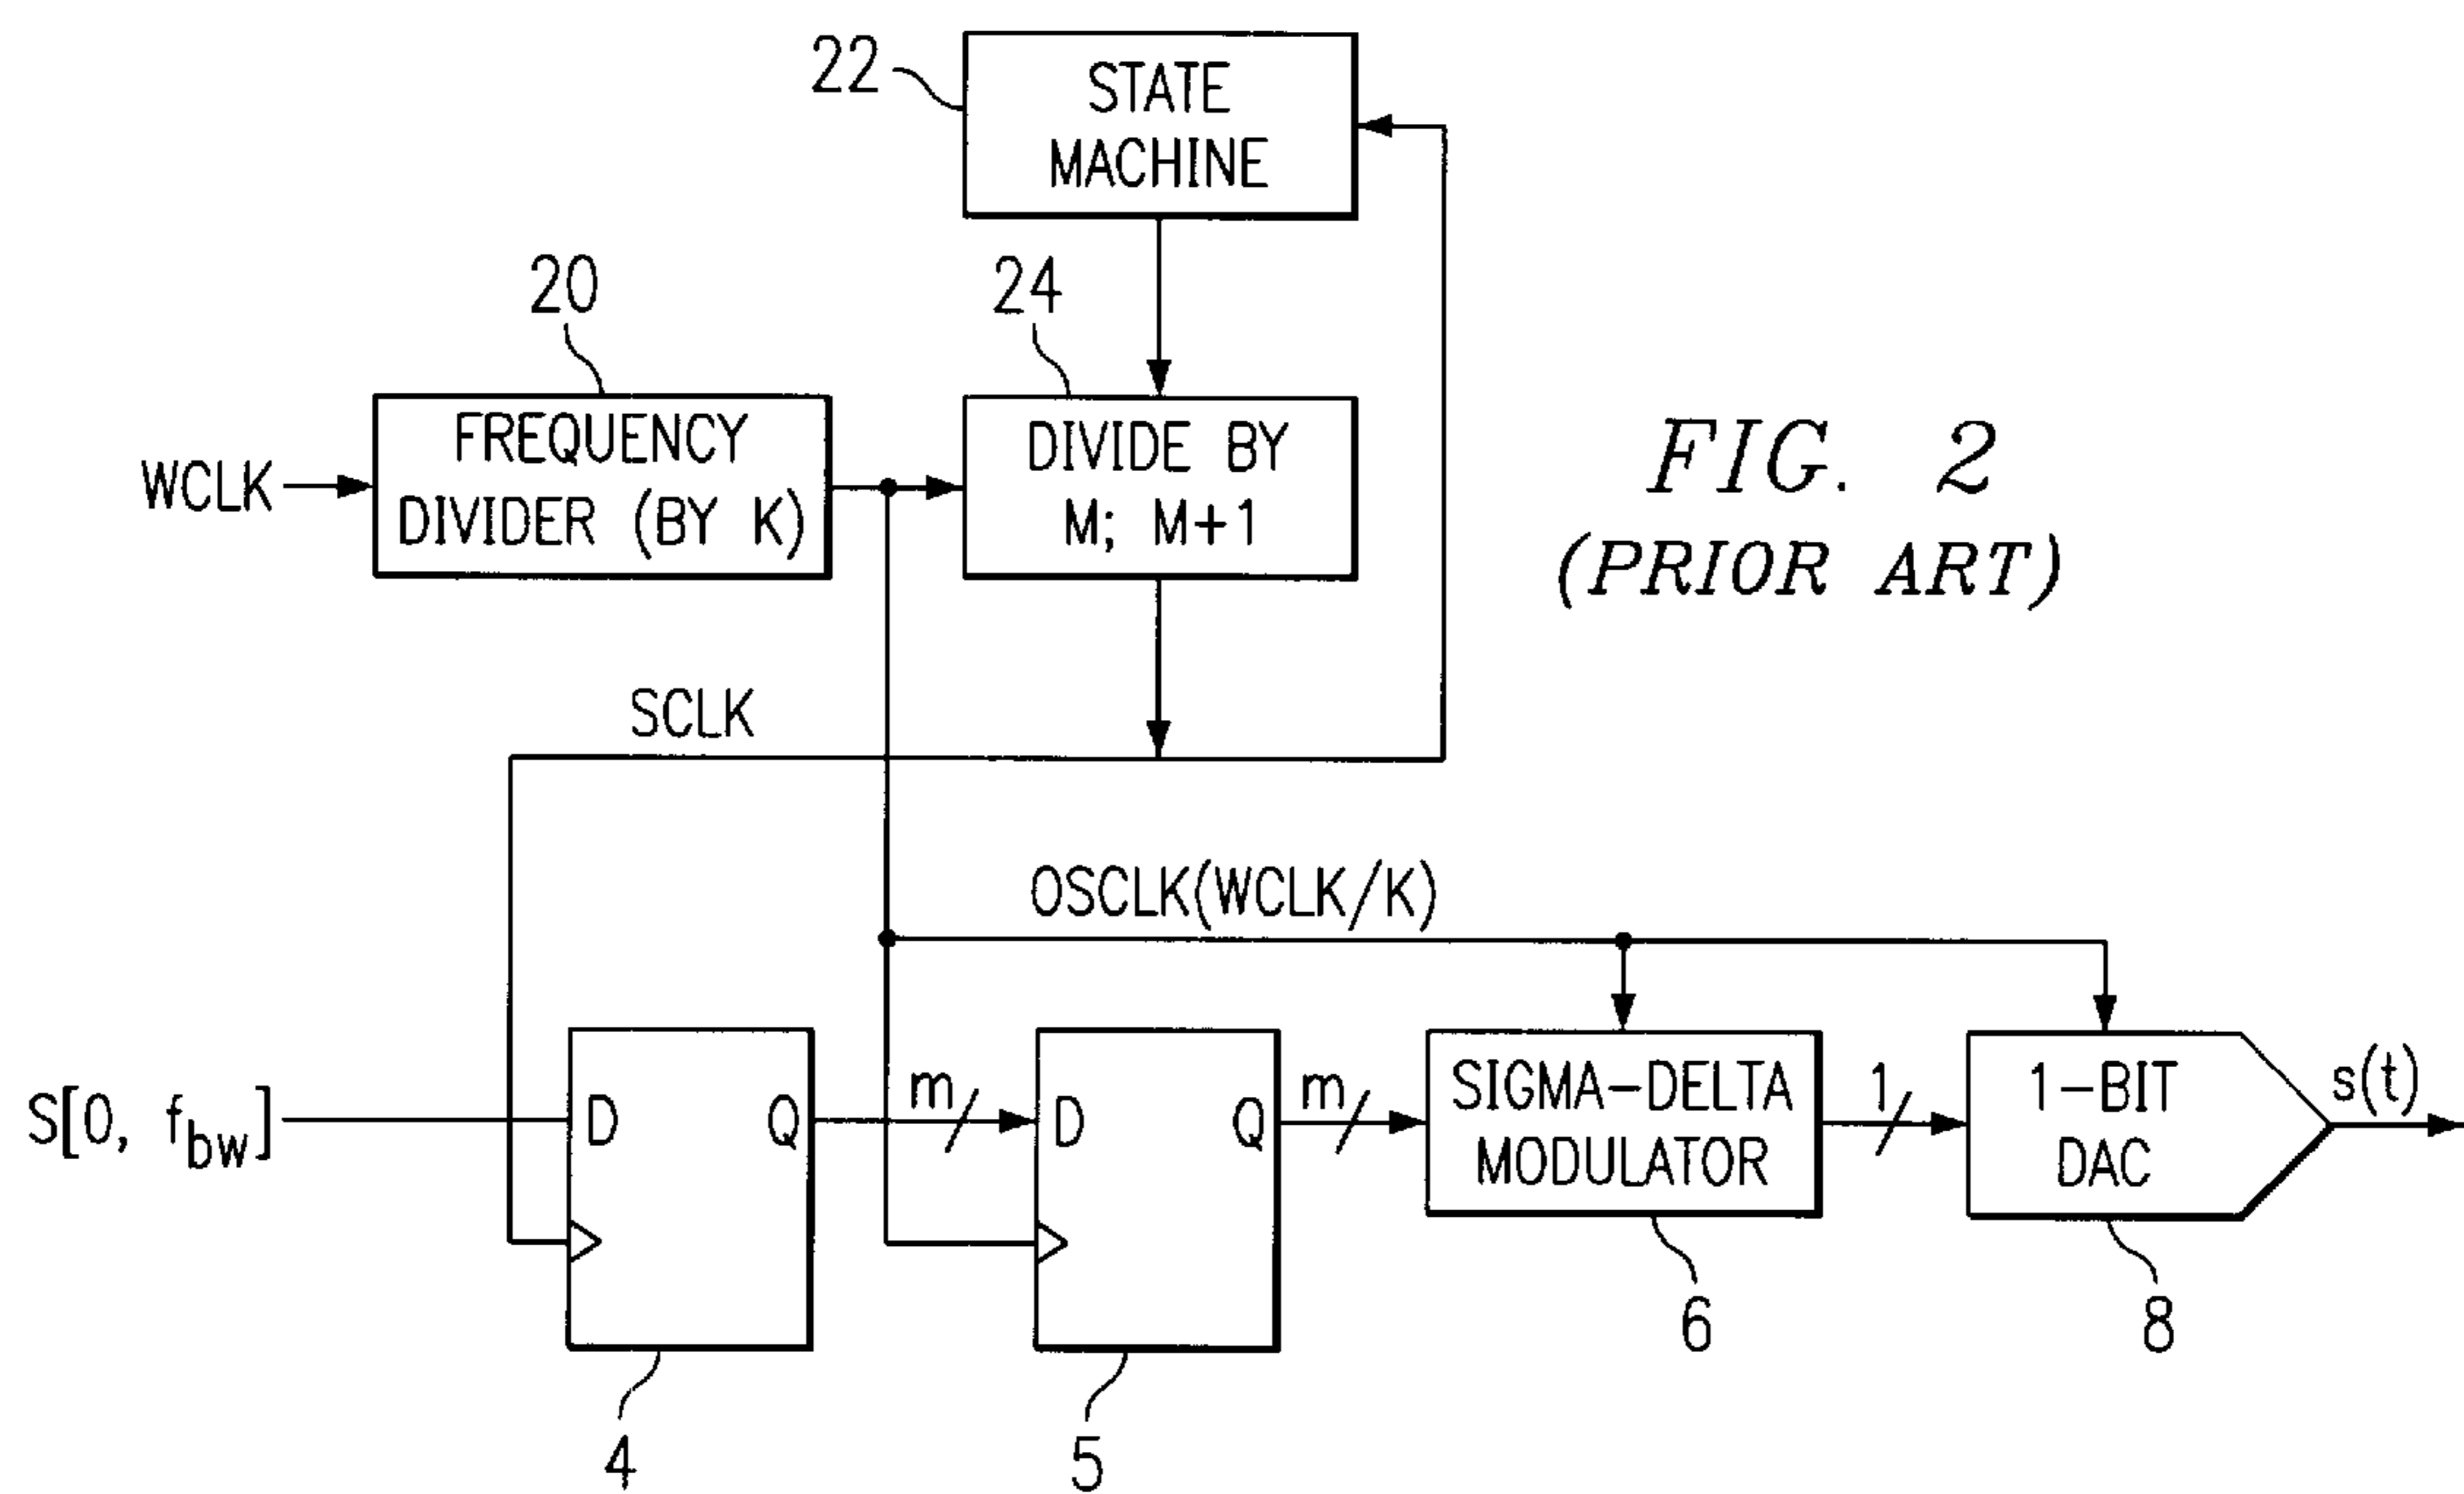 22
STATE
MACHINE
20
24
WCLK
FREQUENCY
DIVIDER (BY K)
DIVIDE BY
M; M+1
FIG. 2
(PRIOR ART)
SCLK
OSCLK(WCLK/K)
S[0, fbw]
D
Q
m
D
Q
m
SIGMA-DELTA
MODULATOR
1
1-BIT
DAC
s(t)
4
5
6
8